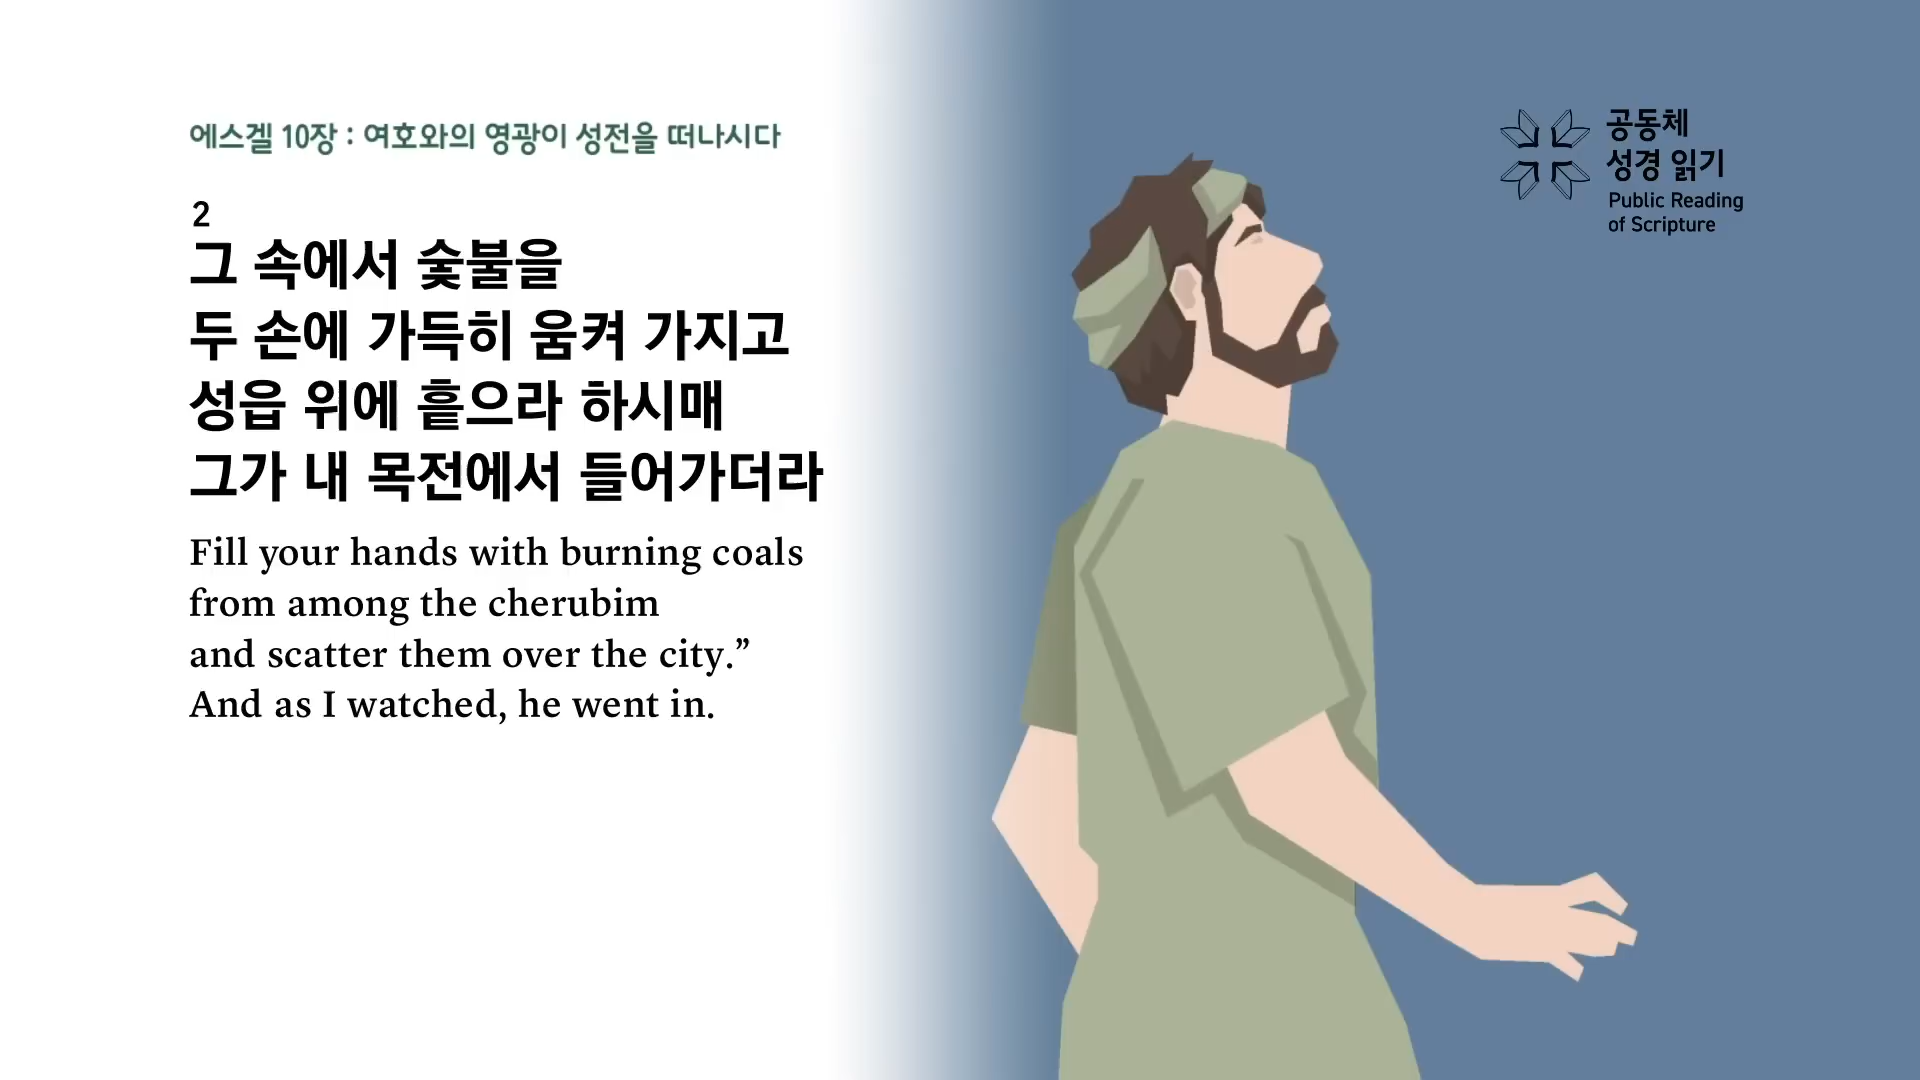 에스겔 10장 : 여호와의 영광이 성전을 떠나시다
2
그 속에서 숯불을
두 손에 가득히 움켜 가지고
성읍 위에 흩으라 하시매
그가 내 목전에서 들어가더라
Fill your hands with burning coals
from among the cherubim
and scatter them over the city.”
And as I watched, he went in.
공동체
성경 읽기
Public Reading
of Scripture